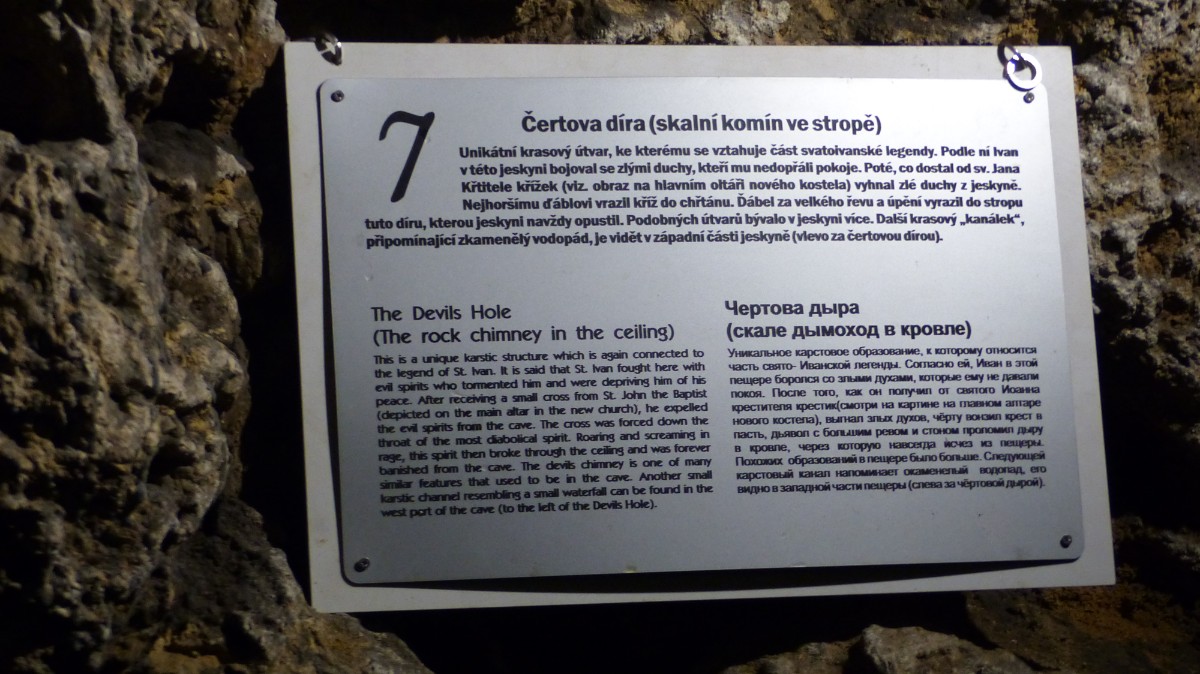 7
Čertova díra (skalní komín ve stropě)
Unikátní krasový útvar, ke kterému se vztahuje část svatoivanské legendy. Podle ní Ivan
v této jeskyni bojoval se zlými duchy, kteří mu nedopřáli pokoje. Poté, co dostal od sv. Jana
Křtitele křížek (viz. obraz na hlavním oltáři nového kostela) vyhnal zlé duchy z jeskyně.
Nejhoršímu ďáblovi vrazil kříž do chřtánu. Ďábel za velkého řevu a úpění vyrazil do stropu
tuto díru, kterou jeskyni navždy opustil. Podobných útvarů bývalo v jeskyni více. Další krasový „kanálek“,
připomínající zkamenělý vodopád, je vidět v západní části jeskyně (vlevo za čertovou dírou).
The Devils Hole
(The rock chimney in the ceiling)
This is a unique karstic structure which is again connected to
the legend of St. Ivan. It is said that St. Ivan fought here with
evil spirits who tormented him and were depriving him of his
peace. After receiving a small cross from St. John the Baptist
(depicted on the main altar in the new church), he expelled
the evil spirits from the cave. The cross was forced down the
throat of the most diabolical spirit. Roaring and screaming in
rage, this spirit then broke through the ceiling and was forever
banished from the cave. The devils chimney is one of many
similar features that used to be in the cave. Another small
karstic channel resembling a small waterfall can be found in the
west part of the cave (to the left of the Devils Hole).
Чертова дыра
(скале дымоход в кровле)
Уникальное карстовое образование, к которому относится
часть свято- Иванской легенды. Согласно ей, Иван в этой
пещере боролся со злыми духами, которые ему не давали
покоя. После того, как он получил от святого Иоанна
крестителя крестик(смотри на картине на главном алтаре
нового костела), выгнал злых духов, чёрту вонзил крест в
пасть, дьявол с большим ревом и стоном проломил дыру
в кровле, через которую навсегда исчез из пещеры.
Похожих образований в пещере было больше. Следующей
карстовый канал напоминает окаменелый водопад, его
видно в западной части пещеры (слева за чёртовой дырой).